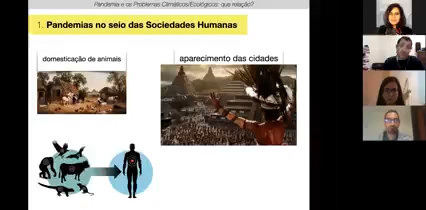 Pandemia e os Problemas Climáticos/Ecológicos: que relação?
1. Pandemias no seio das Sociedades Humanas
domesticação de animais
aparecimento das cidades